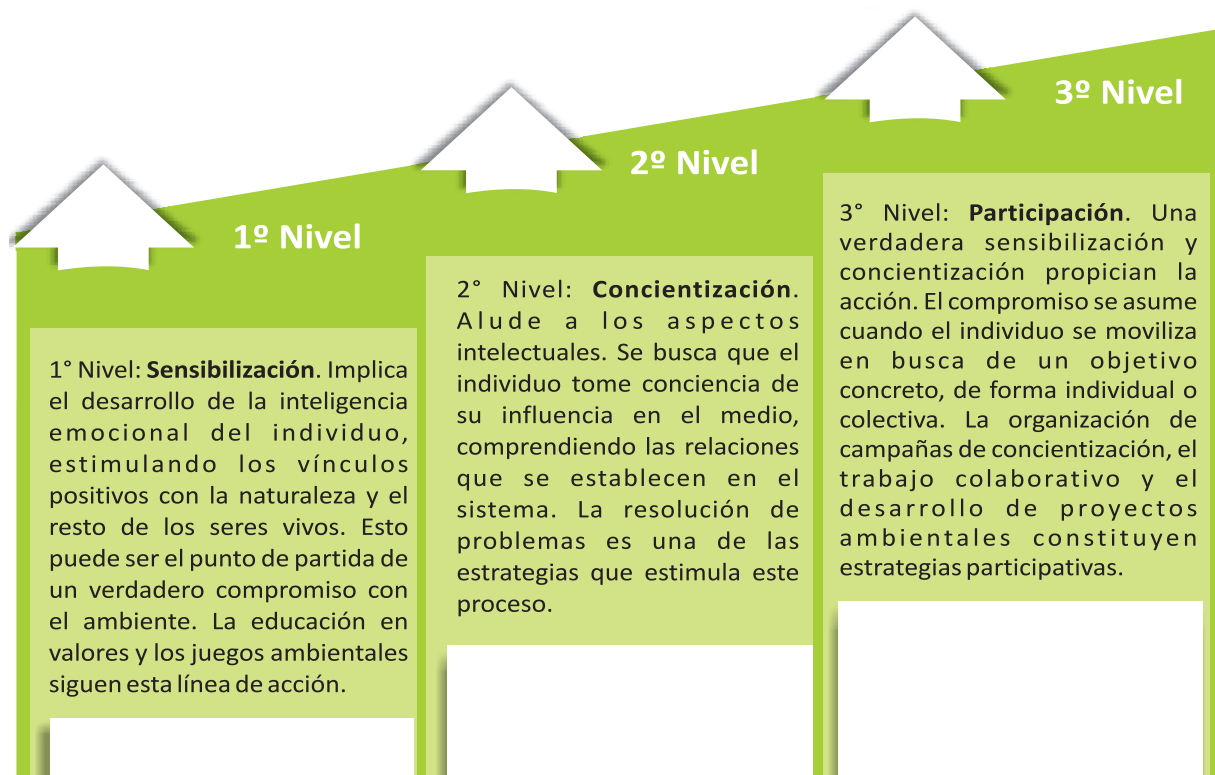 1º Nivel
1° Nivel: Sensibilización. Implica
el desarrollo de la inteligencia
emocional del individuo,
estimulando los vínculos
positivos con la naturaleza y el
resto de los seres vivos. Esto
puede ser el punto de partida de
un verdadero compromiso con
el ambiente. La educación en
valores y los juegos ambientales
siguen esta línea de acción.
2º Nivel
2° Nivel: Concientización.
Alude a los aspectos
intelectuales. Se busca que el
individuo tome conciencia de
su influencia en el medio,
comprendiendo las relaciones
que se establecen en el
sistema. La resolución de
problemas es una de las
estrategias que estimula este
proceso.
3º Nivel
3° Nivel: Participación. Una
verdadera sensibilización y
concientización propician la
acción. El compromiso se asume
cuando el individuo se moviliza
en busca de un objetivo
concreto, de forma individual o
colectiva. La organización de
campañas de concientización, el
trabajo colaborativo y el
desarrollo de proyectos
ambientales constituyen
estrategias participativas.